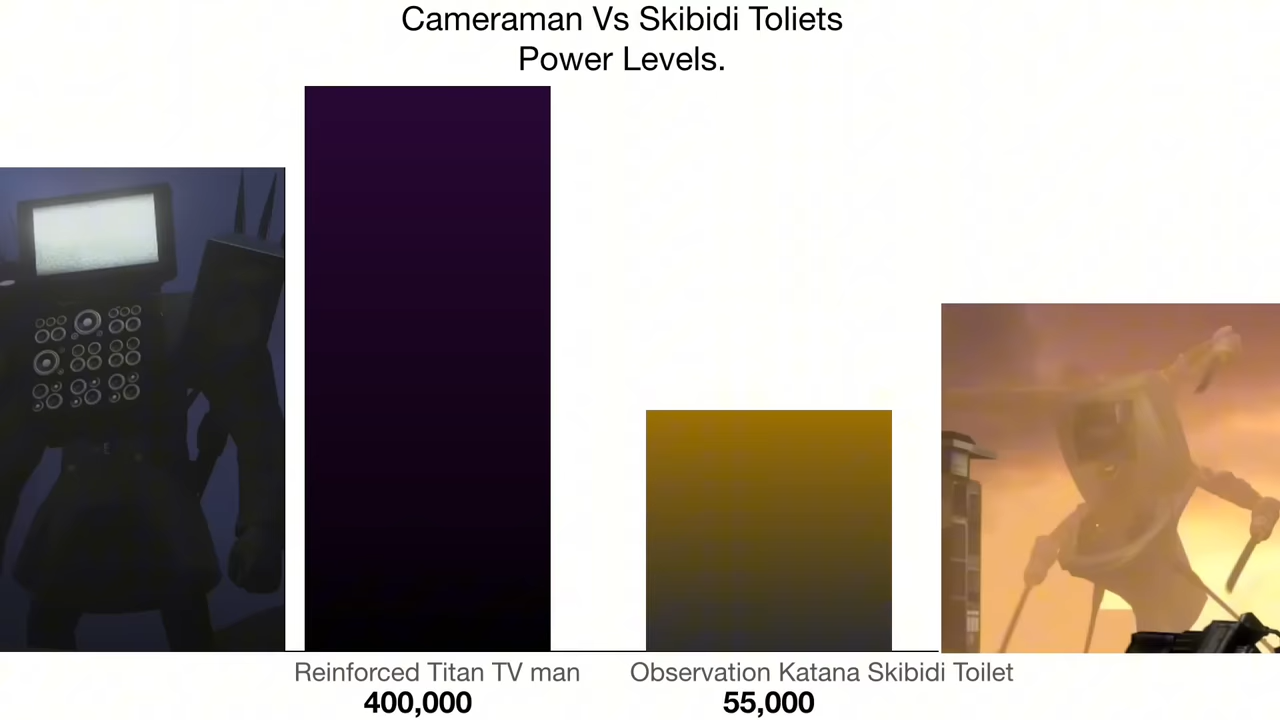 Cameraman Vs Skibidi Toliets
Power Levels.
Reinforced Titan TV man
400,000
Observation Katana Skibidi Toilet
55,000